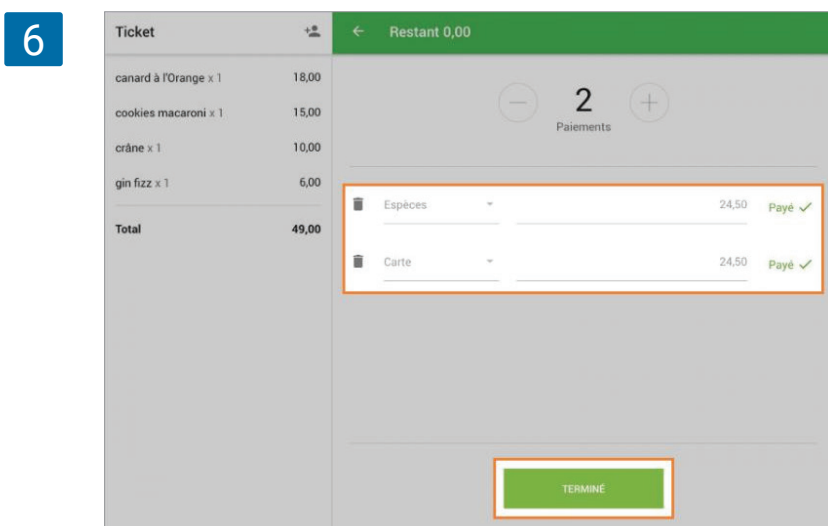 6
Ticket
Restant 0,00
canard à l'Orange x 1 18,00
cookies macaroni x 1 15,00
crâne x 1 10,00
gin fizz x 1 6,00
Total 49,00
2
Paiements
Espèces 24,50 Payé
Carte 24,50 Payé
TERMINÉ